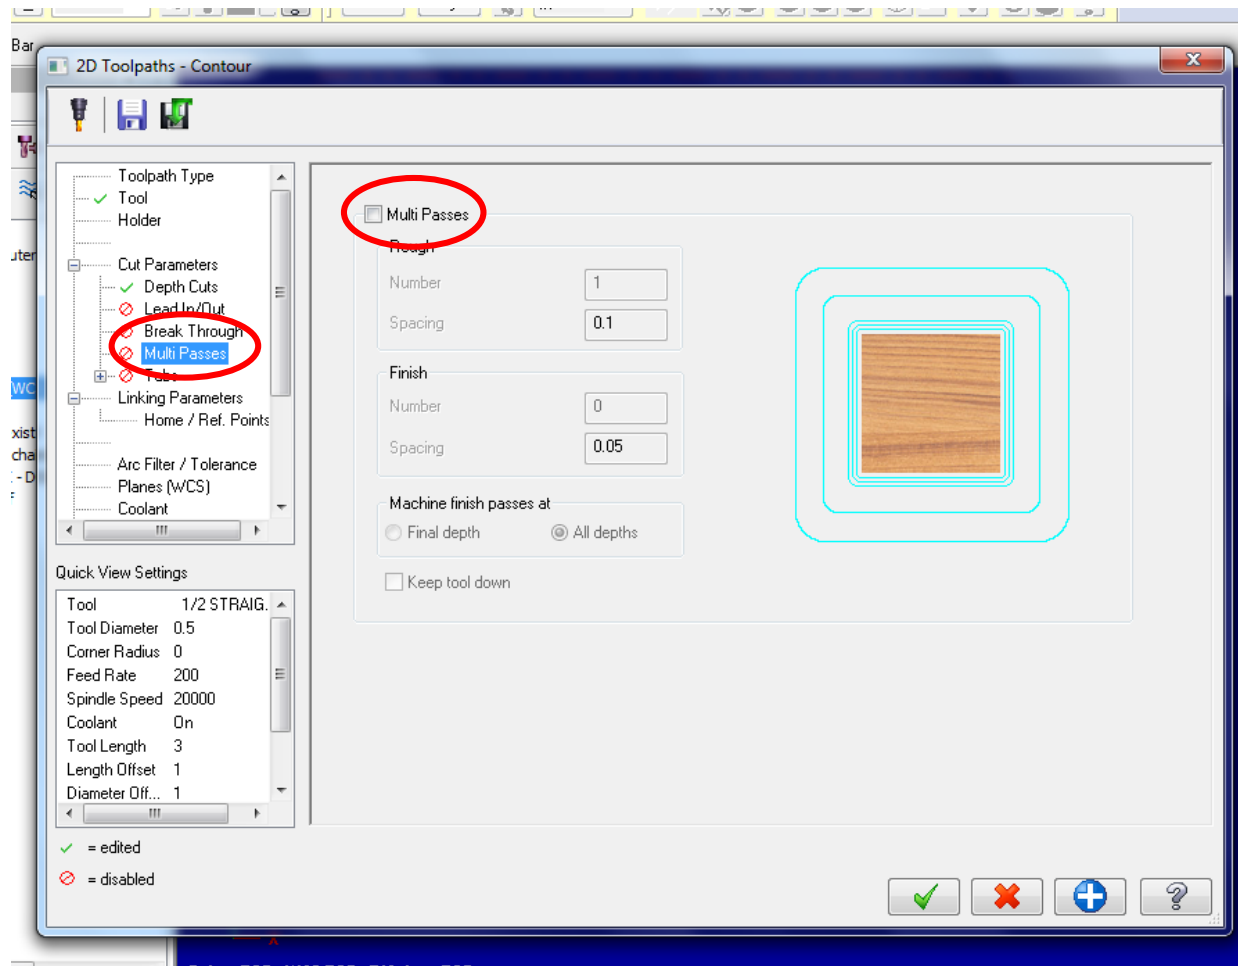 Bar
2D Toolpaths - Contour
Toolpath Type
Tool
Holder
Cut Parameters
Depth Cuts
Lead In/Out
Break Through
Multi Passes
Tabs
Linking Parameters
Home / Ref. Points
Arc Filter / Tolerance
Planes (WCS)
Coolant
Multi Passes
Rough
Number 1
Spacing 0.1
Finish
Number 0
Spacing 0.05
Machine finish passes at
Final depth All depths
Keep tool down
Quick View Settings
Tool 1/2 STRAIG.
Tool Diameter 0.5
Corner Radius 0
Feed Rate 200
Spindle Speed 20000
Coolant On
Tool Length 3
Length Offset 1
Diameter Off... 1
= edited
= disabled